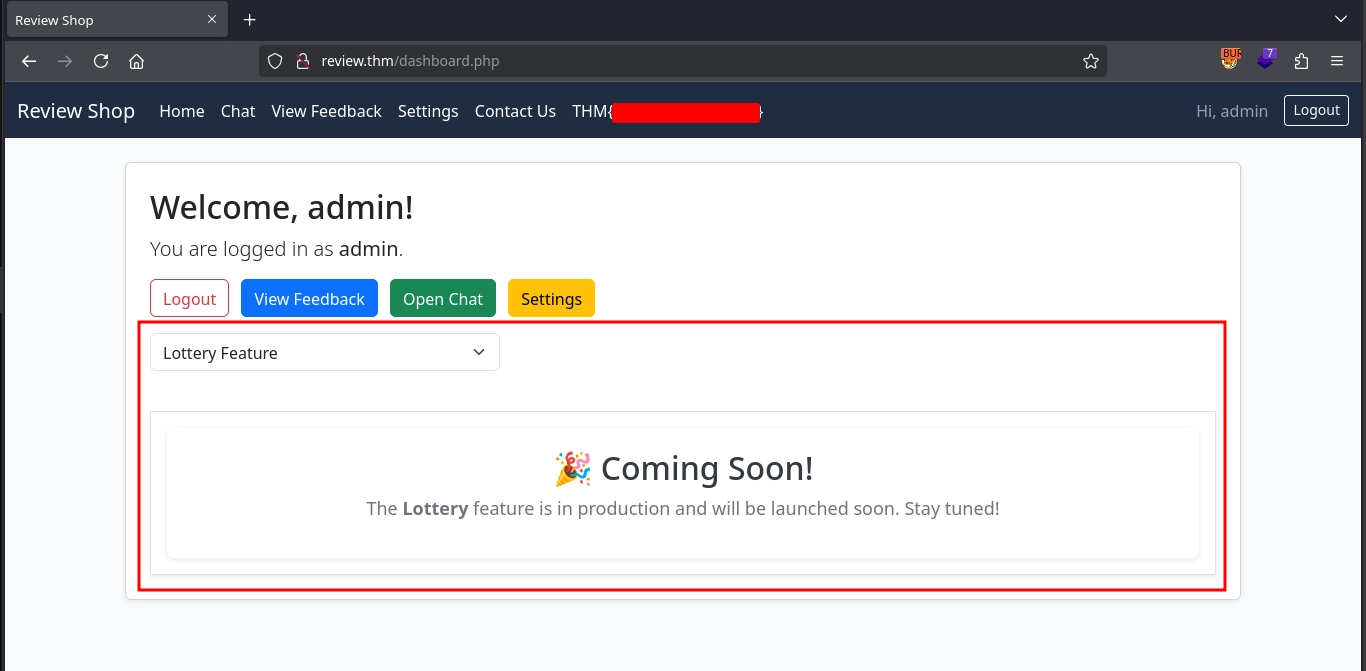 Review Shop
review.thm/dashboard.php
BUR
7
Review Shop Home Chat View Feedback Settings Contact Us THM{ } Hi, admin Logout
Welcome, admin!
You are logged in as admin.
Logout View Feedback Open Chat Settings
Lottery Feature
🎉 Coming Soon!
The Lottery feature is in production and will be launched soon. Stay tuned!